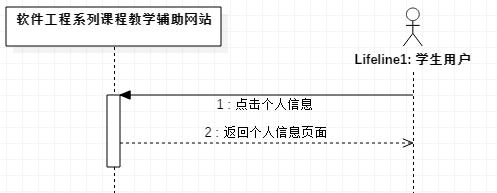 软件工程系列课程教学辅助网站
Lifeline1: 学生用户
1 : 点击个人信息
2 : 返回个人信息页面